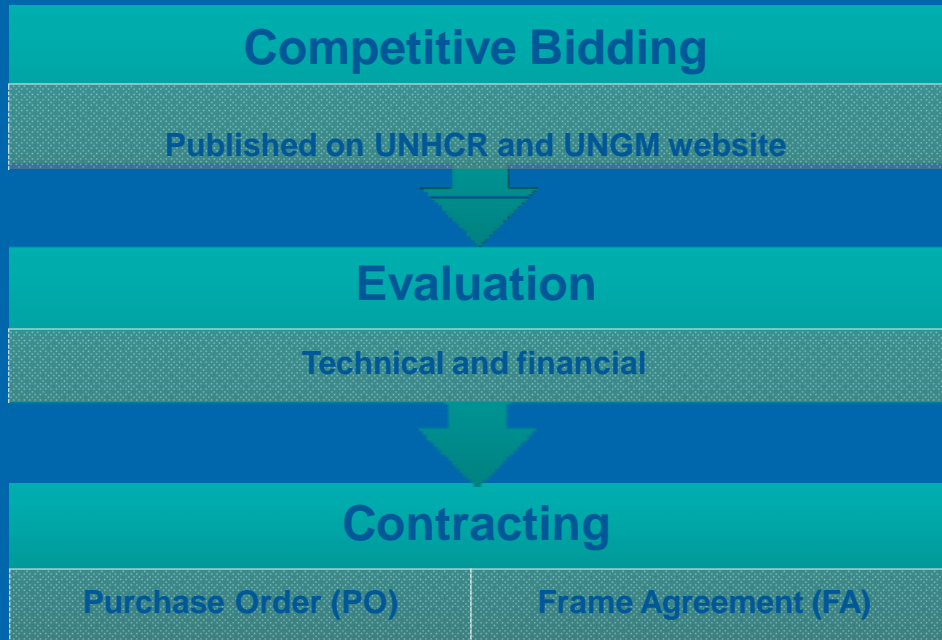 Competitive Bidding
Published on UNHCR and UNGM website
Evaluation
Technical and financial
Contracting
Purchase Order (PO)
Frame Agreement (FA)